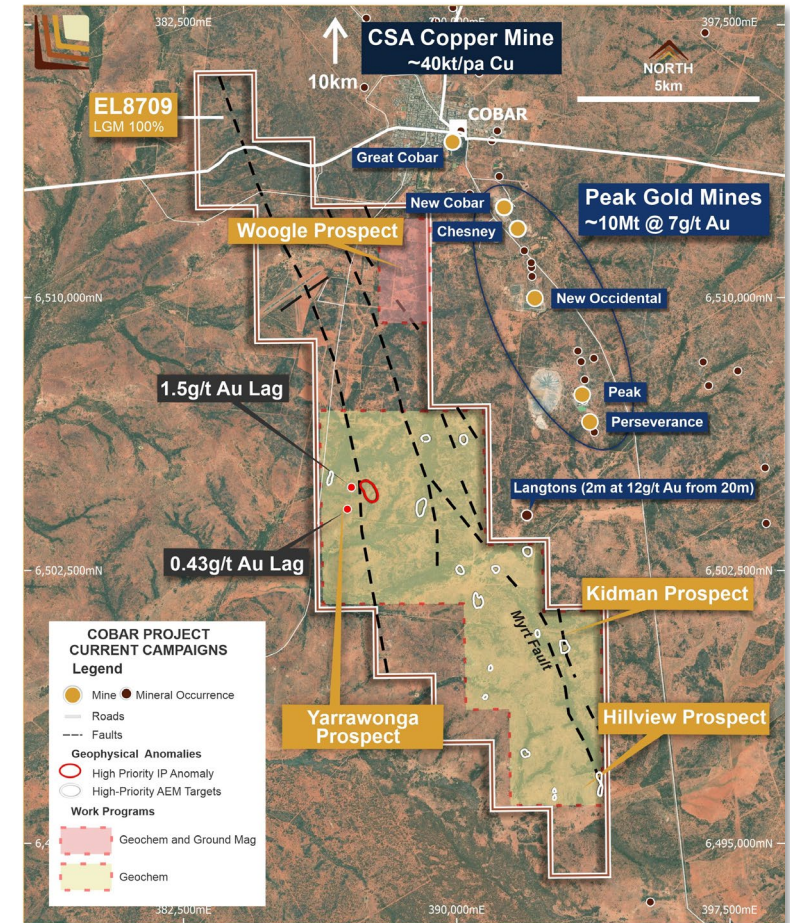 382,500mE
397,500mE
CSA Copper Mine
~40kt/pa Cu
10km
NORTH
5km
EL8709
LGM 100%
COBAR
Great Cobar
New Cobar
Chesney
Peak Gold Mines
~10Mt @ 7g/t Au
Woogle Prospect
6,510,000mN
New Occidental
6,510,000mN
1.5g/t Au Lag
Peak
Perseverance
Langtons (2m at 12g/t Au from 20m)
0.43g/t Au Lag
6,502,500mN
6,502,500mN
Kidman Prospect
Myrt Fault
Yarrawonga
Prospect
Hillview Prospect
COBAR PROJECT
CURRENT CAMPAIGNS
Legend
Mine
Mineral Occurrence
Roads
Faults
Geophysical Anomalies
High Priority IP Anomaly
High-Priority AEM Targets
Work Programs
Geochem and Ground Mag
Geochem
6,495,000mN
382,500mE
390,000mE
397,500mE